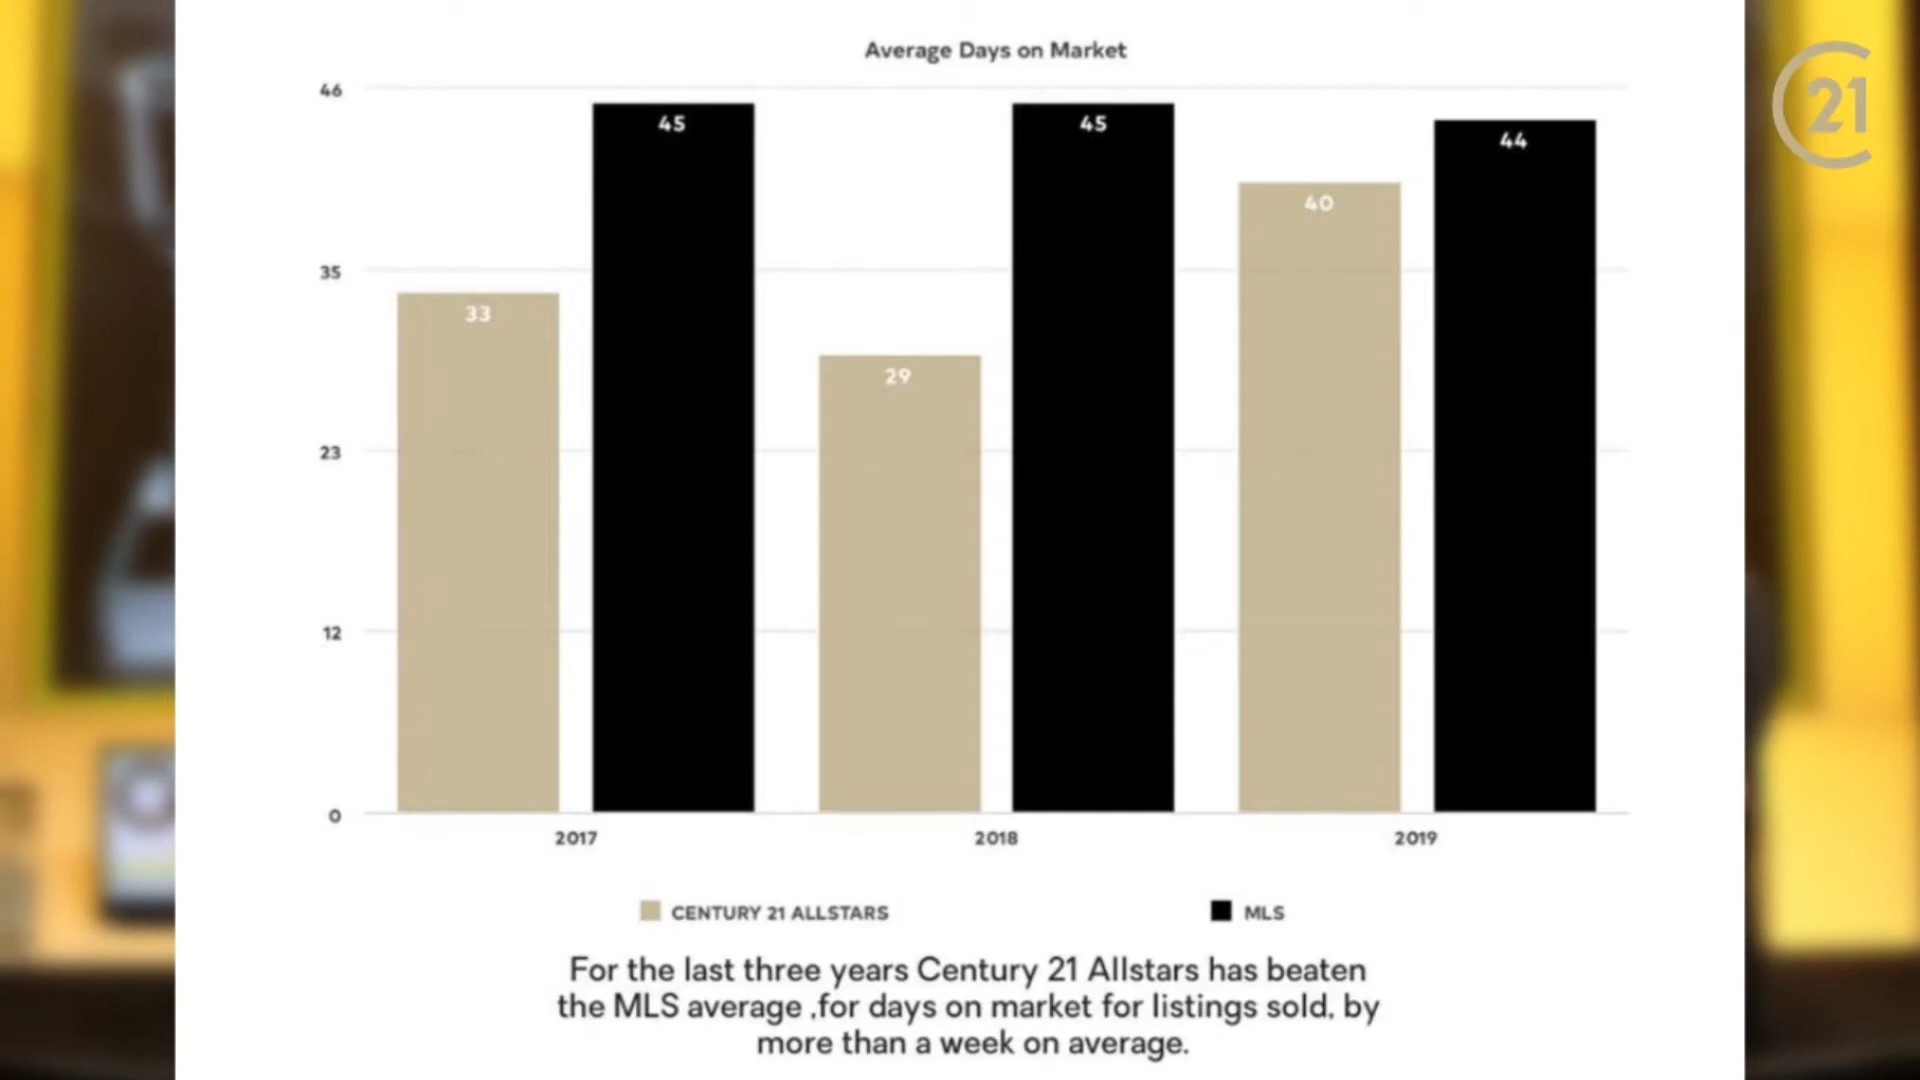 Average Days on Market
21
46
35
23
12
0
33
45
29
45
40
44
2017
2018
2019
CENTURY 21 ALLSTARS
MLS
For the last three years Century 21 Allstars has beaten
the MLS average ,for days on market for listings sold, by
more than a week on average.